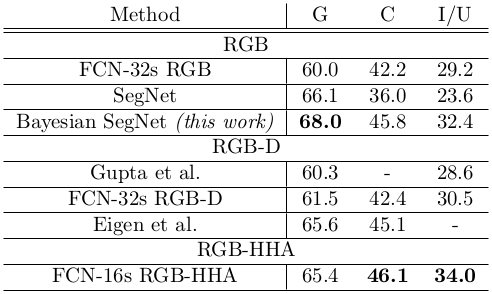 Method G C I/U
RGB
FCN-32s RGB 60.0 42.2 29.2
SegNet 66.1 36.0 23.6
Bayesian SegNet (this work) 68.0 45.8 32.4
RGB-D
Gupta et al. 60.3 - 28.6
FCN-32s RGB-D 61.5 42.4 30.5
Eigen et al. 65.6 45.1 -
RGB-HHA
FCN-16s RGB-HHA 65.4 46.1 34.0